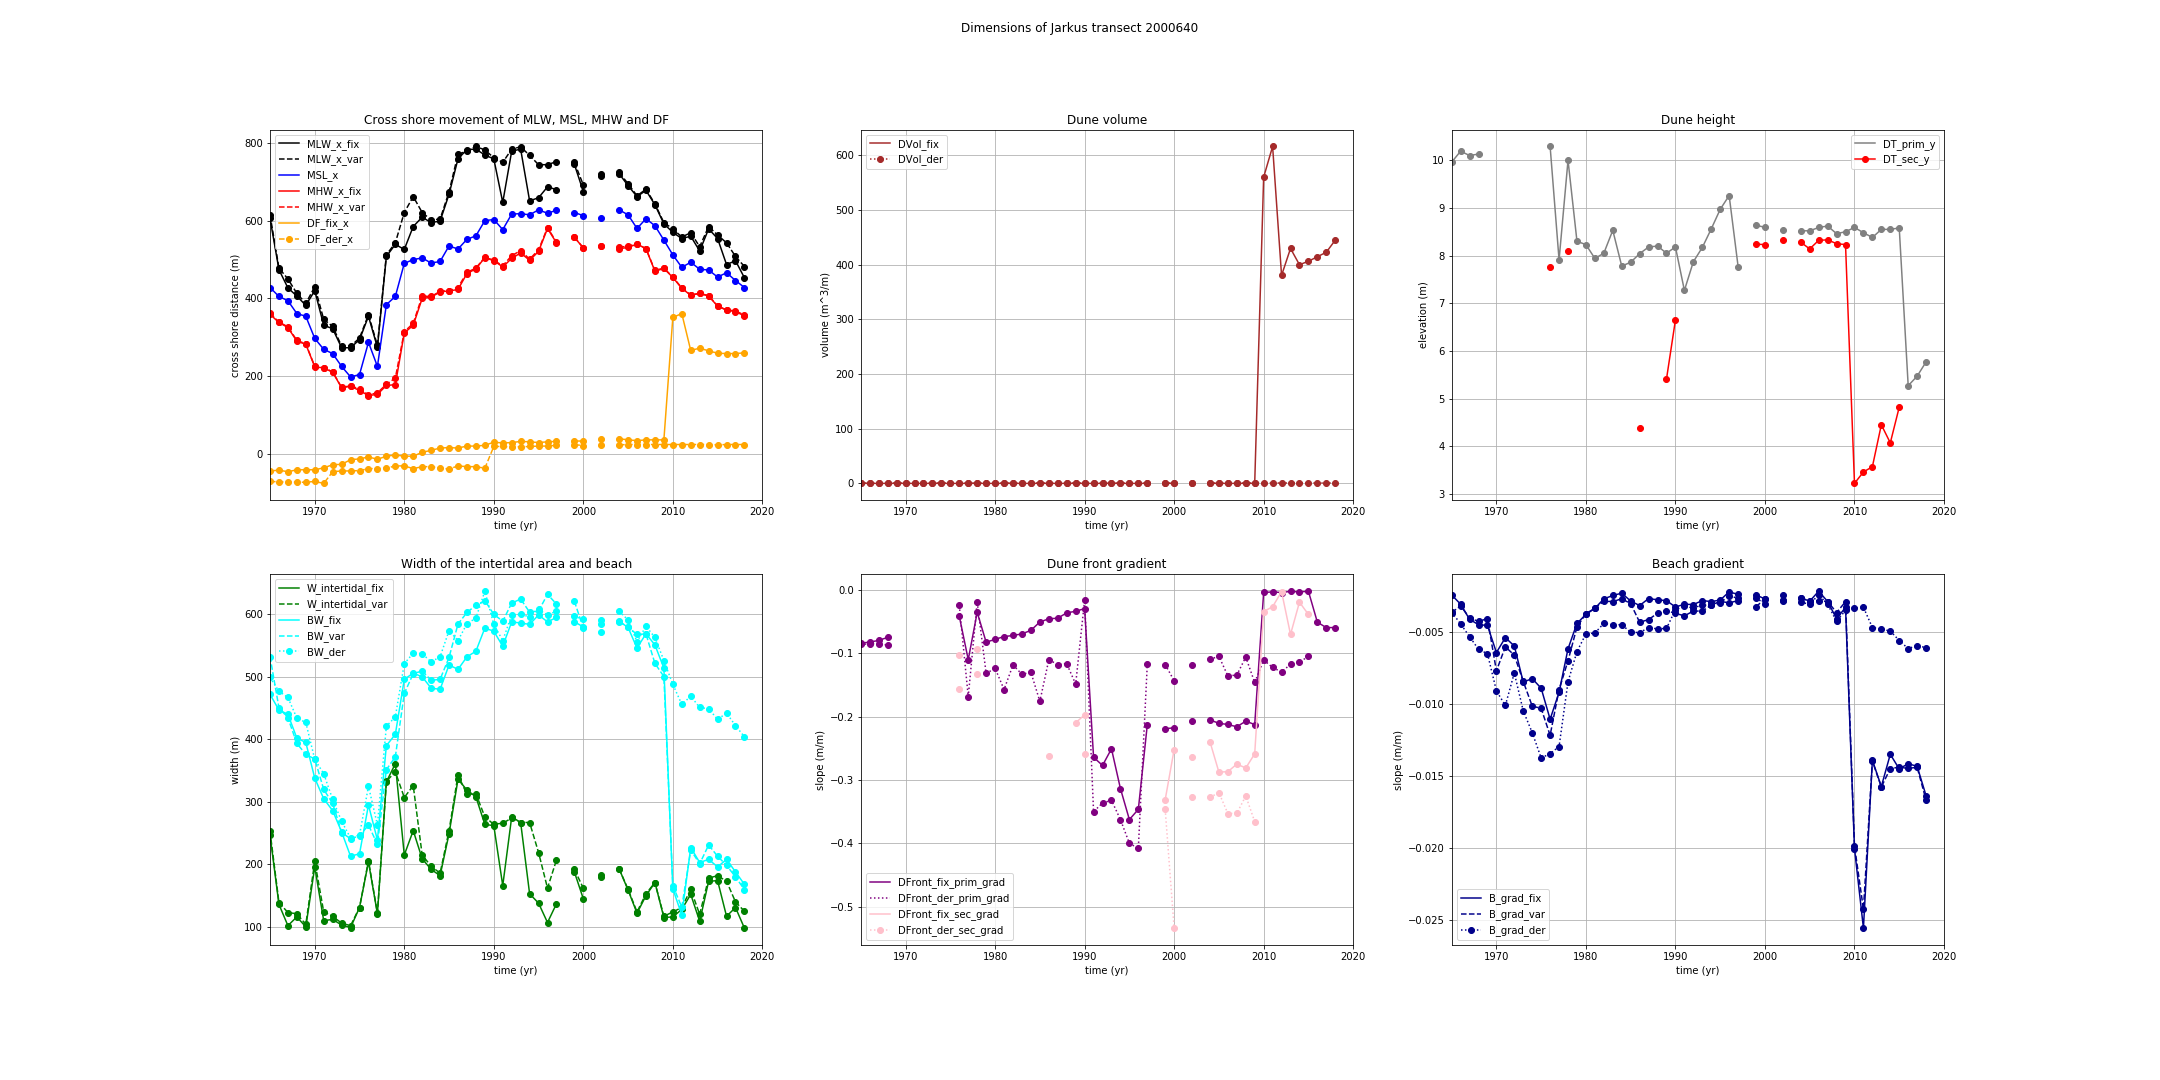 Dimensions of Jarkus transect 2000640
Cross shore movement of MLW, MSL, MHW and DF
cross shore distance (m)
800
600
400
200
0
MLW_x_fix
MLW_x_var
MSL_x
MHW_x_fix
MHW_x_var
DF_fix_x
DF_der_x
1970 1980 1990 2000 2010 2020
time (yr)
Dune volume
volume (m^3/m)
600
500
400
300
200
100
0
DVol_fix
DVol_der
1970 1980 1990 2000 2010 2020
time (yr)
Dune height
elevation (m)
10
9
8
7
6
5
4
3
DT_prim_y
DT_sec_y
1970 1980 1990 2000 2010 2020
time (yr)
Width of the intertidal area and beach
width (m)
600
500
400
300
200
100
W_intertidal_fix
W_intertidal_var
BW_fix
BW_var
BW_der
1970 1980 1990 2000 2010 2020
time (yr)
Dune front gradient
slope (m/m)
0.0
−0.1
−0.2
−0.3
−0.4
−0.5
DFront_fix_prim_grad
DFront_der_prim_grad
DFront_fix_sec_grad
DFront_der_sec_grad
1970 1980 1990 2000 2010 2020
time (yr)
Beach gradient
slope (m/m)
−0.005
−0.010
−0.015
−0.020
−0.025
B_grad_fix
B_grad_var
B_grad_der
1970 1980 1990 2000 2010 2020
time (yr)